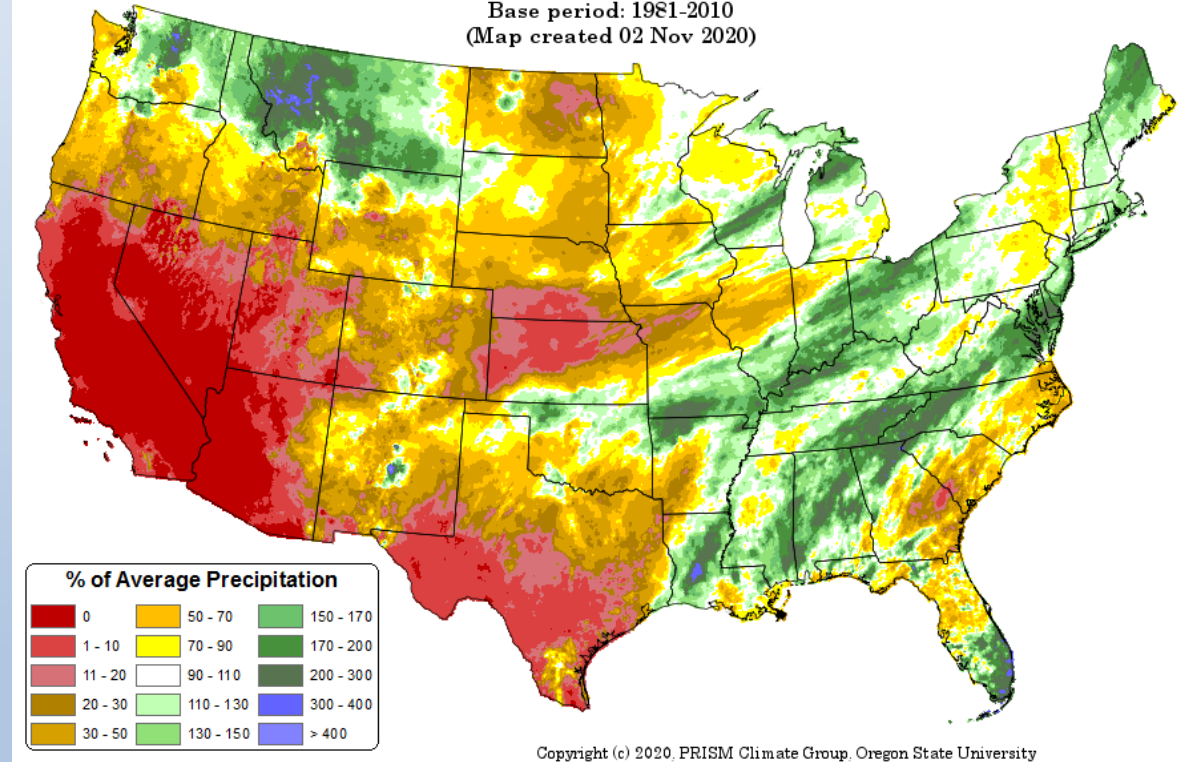 Base period: 1981-2010
(Map created 02 Nov 2020)
% of Average Precipitation
0
50 - 70
150 - 170
1 - 10
70 - 90
170 - 200
11 - 20
90 - 110
200 - 300
20 - 30
110 - 130
300 - 400
30 - 50
130 - 150
> 400
Copyright (c) 2020, PRISM Climate Group, Oregon State University